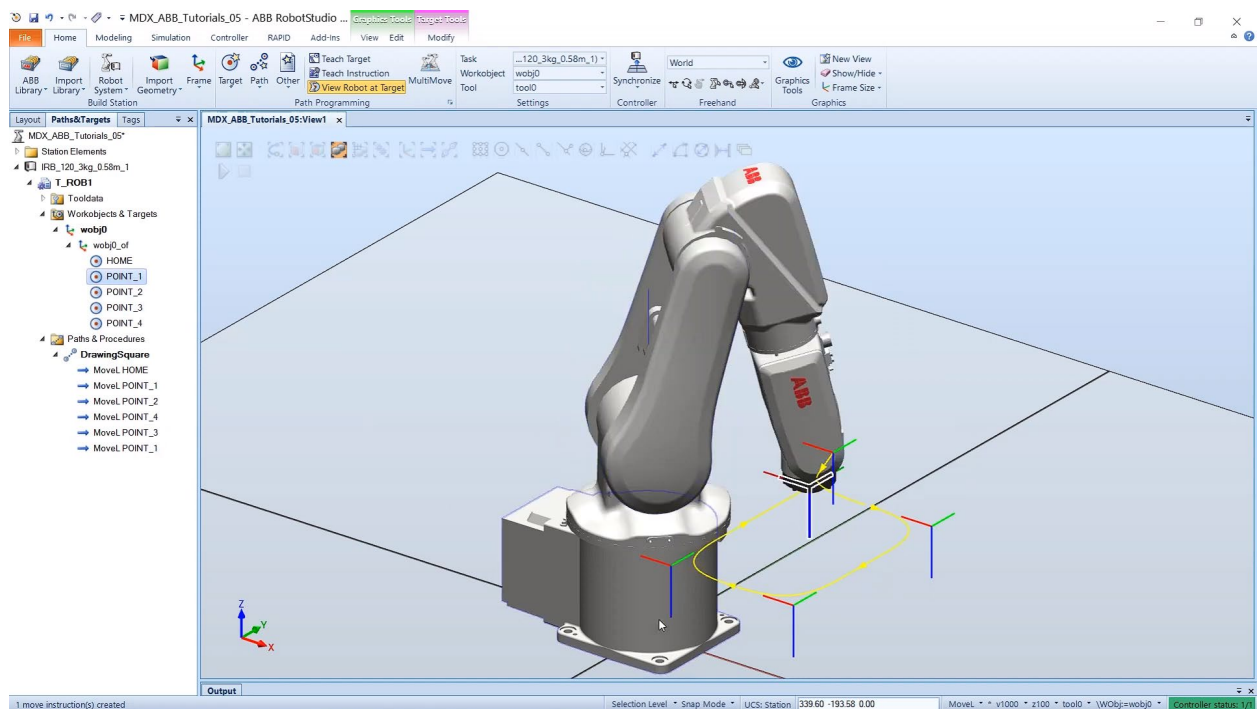 MDX_ABB_Tutorials_05 - ABB RobotStudio ...
Graphics Tools Target Tools
File Home Modeling Simulation Controller RAPID Add-Ins View Edit Modify
ABB Library
Import Library
Robot System
Import Geometry
Frame
Target
Path
Other
Teach Target
Teach Instruction
View Robot at Target
MultiMove
Task ...120_3kg_0.58m_1)
Workobject wobj0
Tool tool0
Synchronize
World
Graphics Tools
New View
Show/Hide
Frame Size
Build Station Path Programming Settings Controller Freehand Graphics
Layout Paths&Targets Tags
MDX_ABB_Tutorials_05:View1
MDX_ABB_Tutorials_05*
Station Elements
IRB_120_3kg_0.58m_1
T_ROB1
Tooldata
Workobjects & Targets
wobj0
wobj0_of
HOME
POINT_1
POINT_2
POINT_3
POINT_4
Paths & Procedures
DrawingSquare
MoveL HOME
MoveL POINT_1
MoveL POINT_2
MoveL POINT_4
MoveL POINT_3
MoveL POINT_1
ABB
ABB
Z
Y
X
Output
1 move instruction(s) created
Selection Level Snap Mode UCS: Station 339.60 -193.58 0.00 MoveL * v1000 * z100 * tool0 * \WObj:=wobj0 Controller status: 1/1